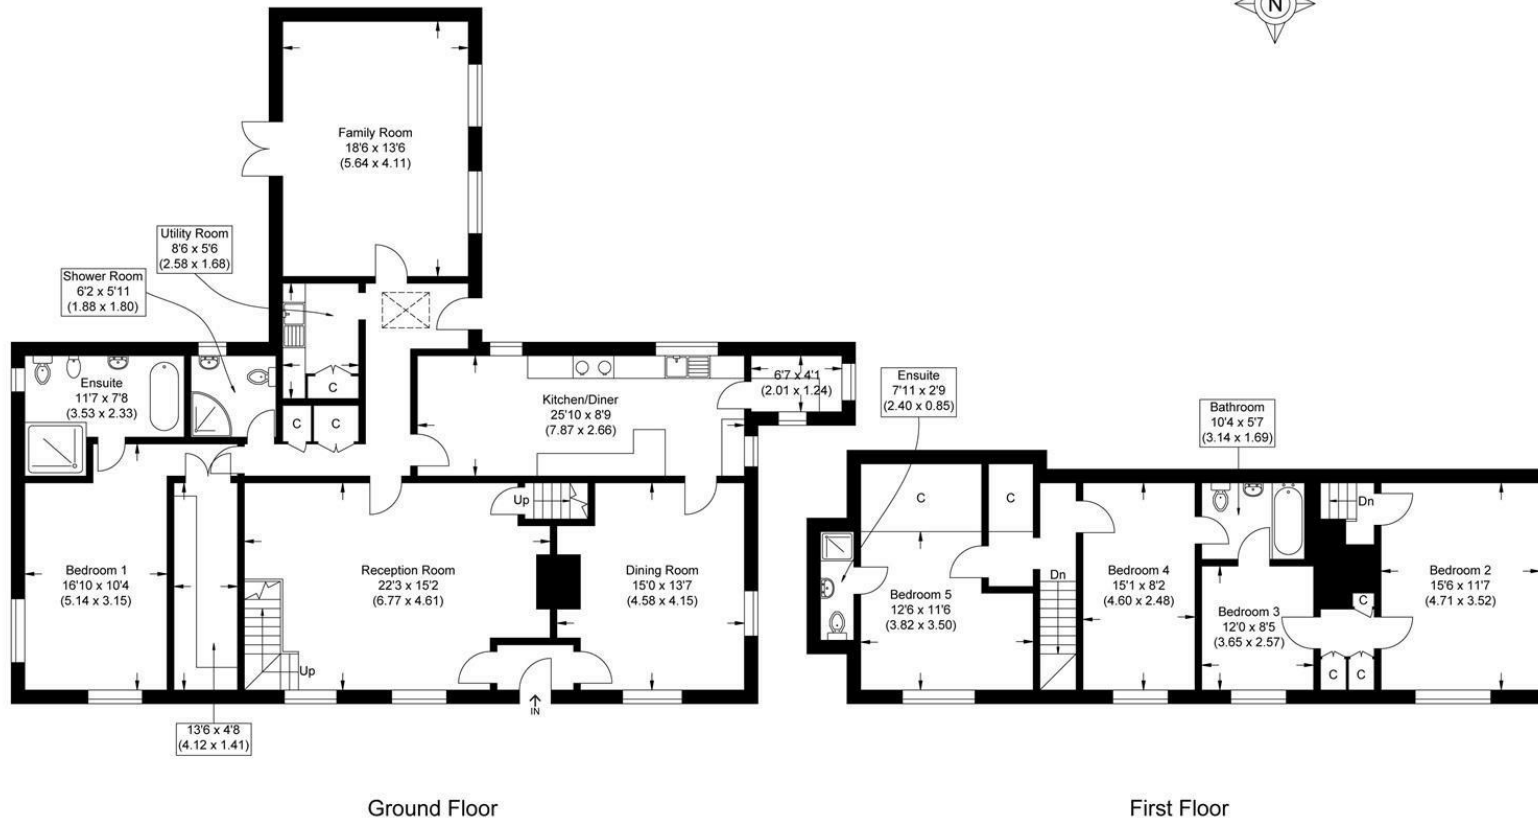 N
Family Room
18'6 x 13'6
(5.64 x 4.11)
Utility Room
8'6 x 5'6
(2.58 x 1.68)
Shower Room
6'2 x 5'11
(1.88 x 1.80)
Ensuite
11'7 x 7'8
(3.53 x 2.33)
C
C
C
Kitchen/Diner
25'10 x 8'9
(7.87 x 2.66)
6'7 x 4'1
(2.01 x 1.24)
Up
Bedroom 1
16'10 x 10'4
(5.14 x 3.15)
Reception Room
22'3 x 15'2
(6.77 x 4.61)
Dining Room
15'0 x 13'7
(4.58 x 4.15)
Up
IN
13'6 x 4'8
(4.12 x 1.41)
Ground Floor
Ensuite
7'11 x 2'9
(2.40 x 0.85)
Bathroom
10'4 x 5'7
(3.14 x 1.69)
C
C
Dn
Dn
Bedroom 5
12'6 x 11'6
(3.82 x 3.50)
Bedroom 4
15'1 x 8'2
(4.60 x 2.48)
Bedroom 3
12'0 x 8'5
(3.65 x 2.57)
Bedroom 2
15'6 x 11'7
(4.71 x 3.52)
C
C
C
First Floor